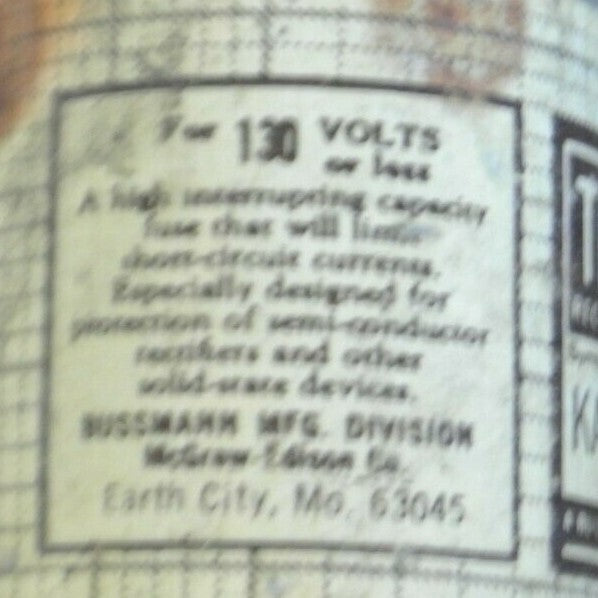 For 130 VOLTS
or less
A high interrupting capacity
fuse that will limit
short-circuit currents.
Especially designed for
protection of semi-conductor
rectifiers and other
solid-state devices.
BUSSMANN MFG. DIVISION
McGraw-Edison Co.
Earth City, Mo. 63045
T
KA